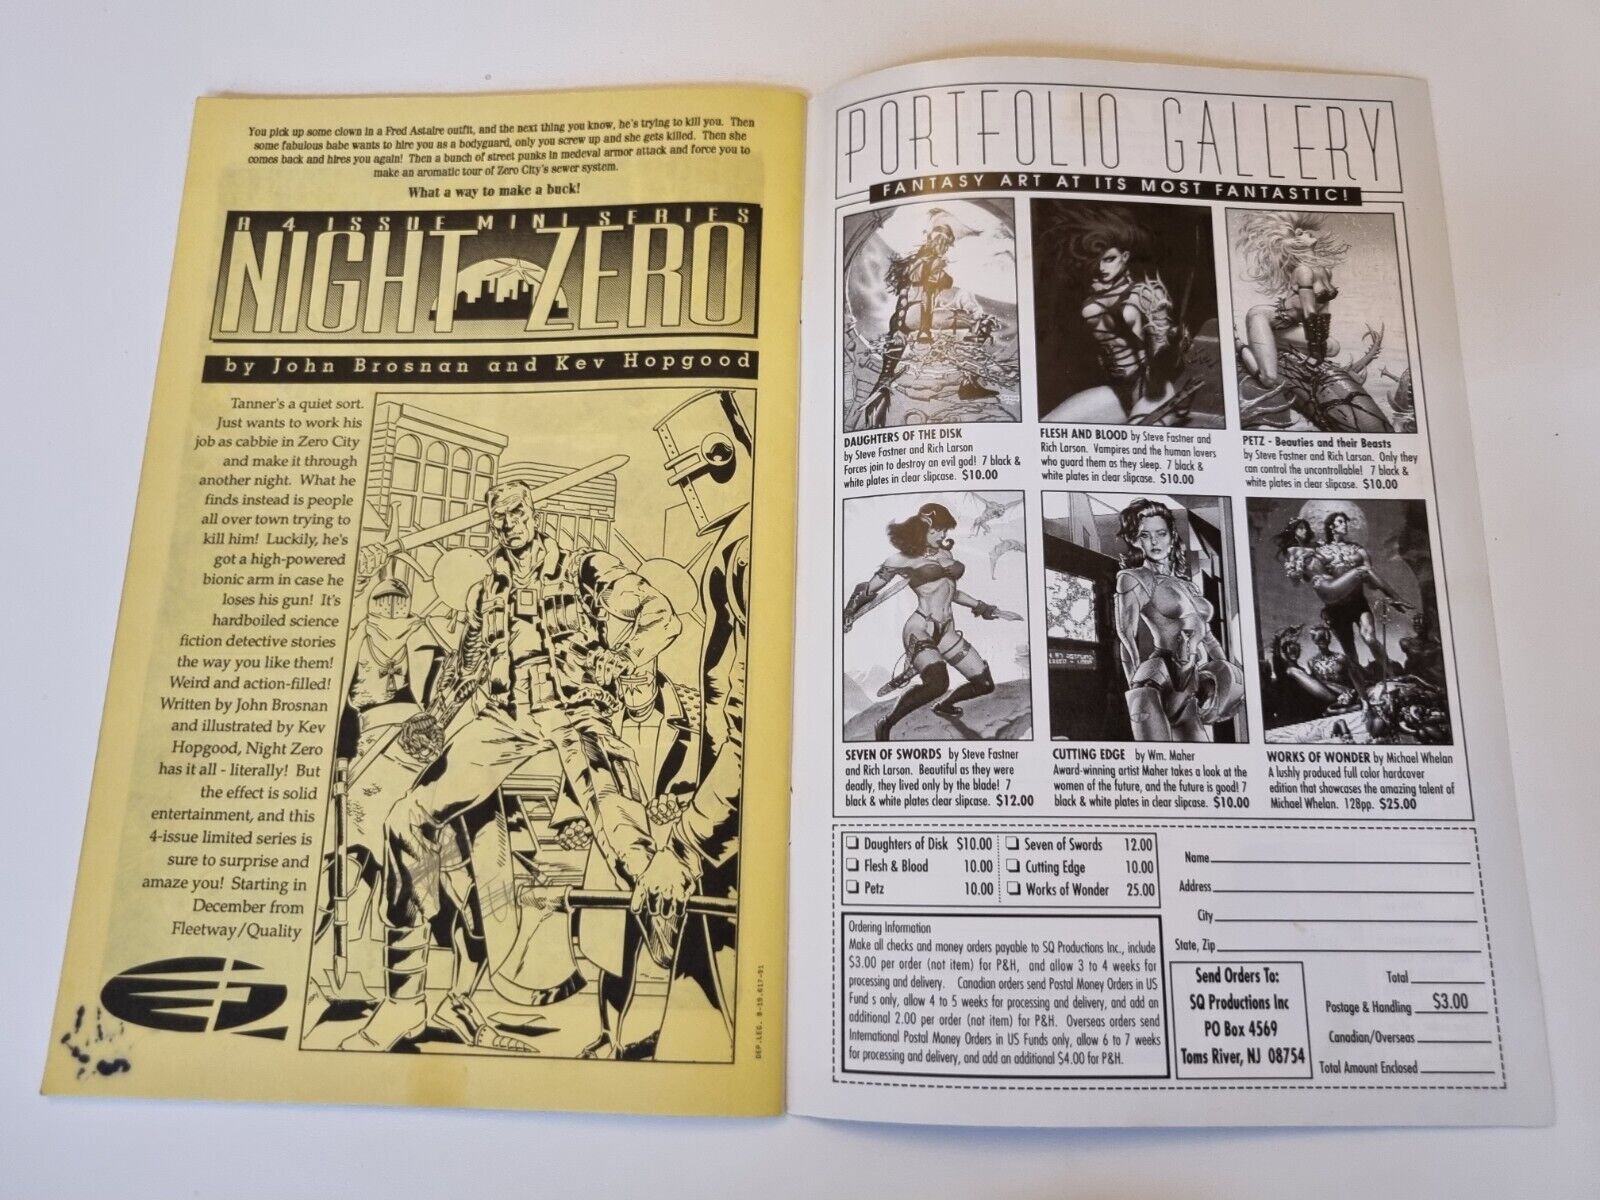 You pick up some clown in a Fred Astaire outfit, and the next thing you know, he's trying to kill you. Then
some fabulous babe wants to hire you as a bodyguard, only you screw up and she gets killed. Then she
comes back and hires you again! Then a bunch of street punks in medeval armor attack and force you to
make an aromatic tour of Zero City's sewer system.
What a way to make a buck!
A 4 ISSUE MINI SERIES
NIGHT ZERO
by John Brosnan and Kev Hopgood
Tanner's a quiet sort.
Just wants to work his
job as cabbie in Zero City
and make it through
another night. What he
finds instead is people
all over town trying to
kill him! Luckily, he's
got a high-powered
bionic arm in case he
loses his gun! It's
hardboiled science
fiction detective stories
the way you like them!
Weird and action-filled!
Written by John Brosnan
and illustrated by Kev
Hopgood, Night Zero
has it all - literally! But
the effect is solid
entertainment, and this
4-issue limited series is
sure to surprise and
amaze you! Starting in
December from
Fleetway/Quality
DEP.LEG. B-19.617-91
PORTFOLIO GALLERY
FANTASY ART AT ITS MOST FANTASTIC!
DAUGHTERS OF THE DISK
by Steve Fastner and Rich Larson
Forces join to destroy an evil god! 7 black &
white plates in clear slipcase. $10.00
FLESH AND BLOOD by Steve Fastner and
Rich Larson. Vampires and the human lovers
who guard them as they sleep. 7 black &
white plates in clear slipcase. $10.00
PETZ - Beauties and their Beasts
by Steve Fastner and Rich Larson. Only they
can control the uncontrollable! 7 black &
white plates in clear slipcase. $10.00
SEVEN OF SWORDS by Steve Fastner
and Rich Larson. Beautiful as they were
deadly, they lived only by the blade! 7
black & white plates clear slipcase. $12.00
CUTTING EDGE by Wm. Maher
Award-winning artist Maher takes a look at the
women of the future, and the future is good! 7
black & white plates in clear slipcase. $10.00
WORKS OF WONDER by Michael Whelan
A lushly produced full color hardcover
edition that showcases the amazing talent of
Michael Whelan. 128pp. $25.00
Daughters of Disk $10.00
Flesh & Blood 10.00
Petz 10.00
Seven of Swords 12.00
Cutting Edge 10.00
Works of Wonder 25.00
Ordering Information
Make all checks and money orders payable to SQ Productions Inc., include
$3.00 per order (not item) for P&H, and allow 3 to 4 weeks for
processing and delivery. Canadian orders send Postal Money Orders in US
Fund s only, allow 4 to 5 weeks for processing and delivery, and add an
additional 2.00 per order (not item) for P&H. Overseas orders send
International Postal Money Orders in US Funds only, allow 6 to 7 weeks
for processing and delivery, and add an additional $4.00 for P&H.
Name
Address
City
State, Zip
Send Orders To:
SQ Productions Inc
PO Box 4569
Toms River, NJ 08754
Total
Postage & Handling $3.00
Canadian/Overseas
Total Amount Enclosed